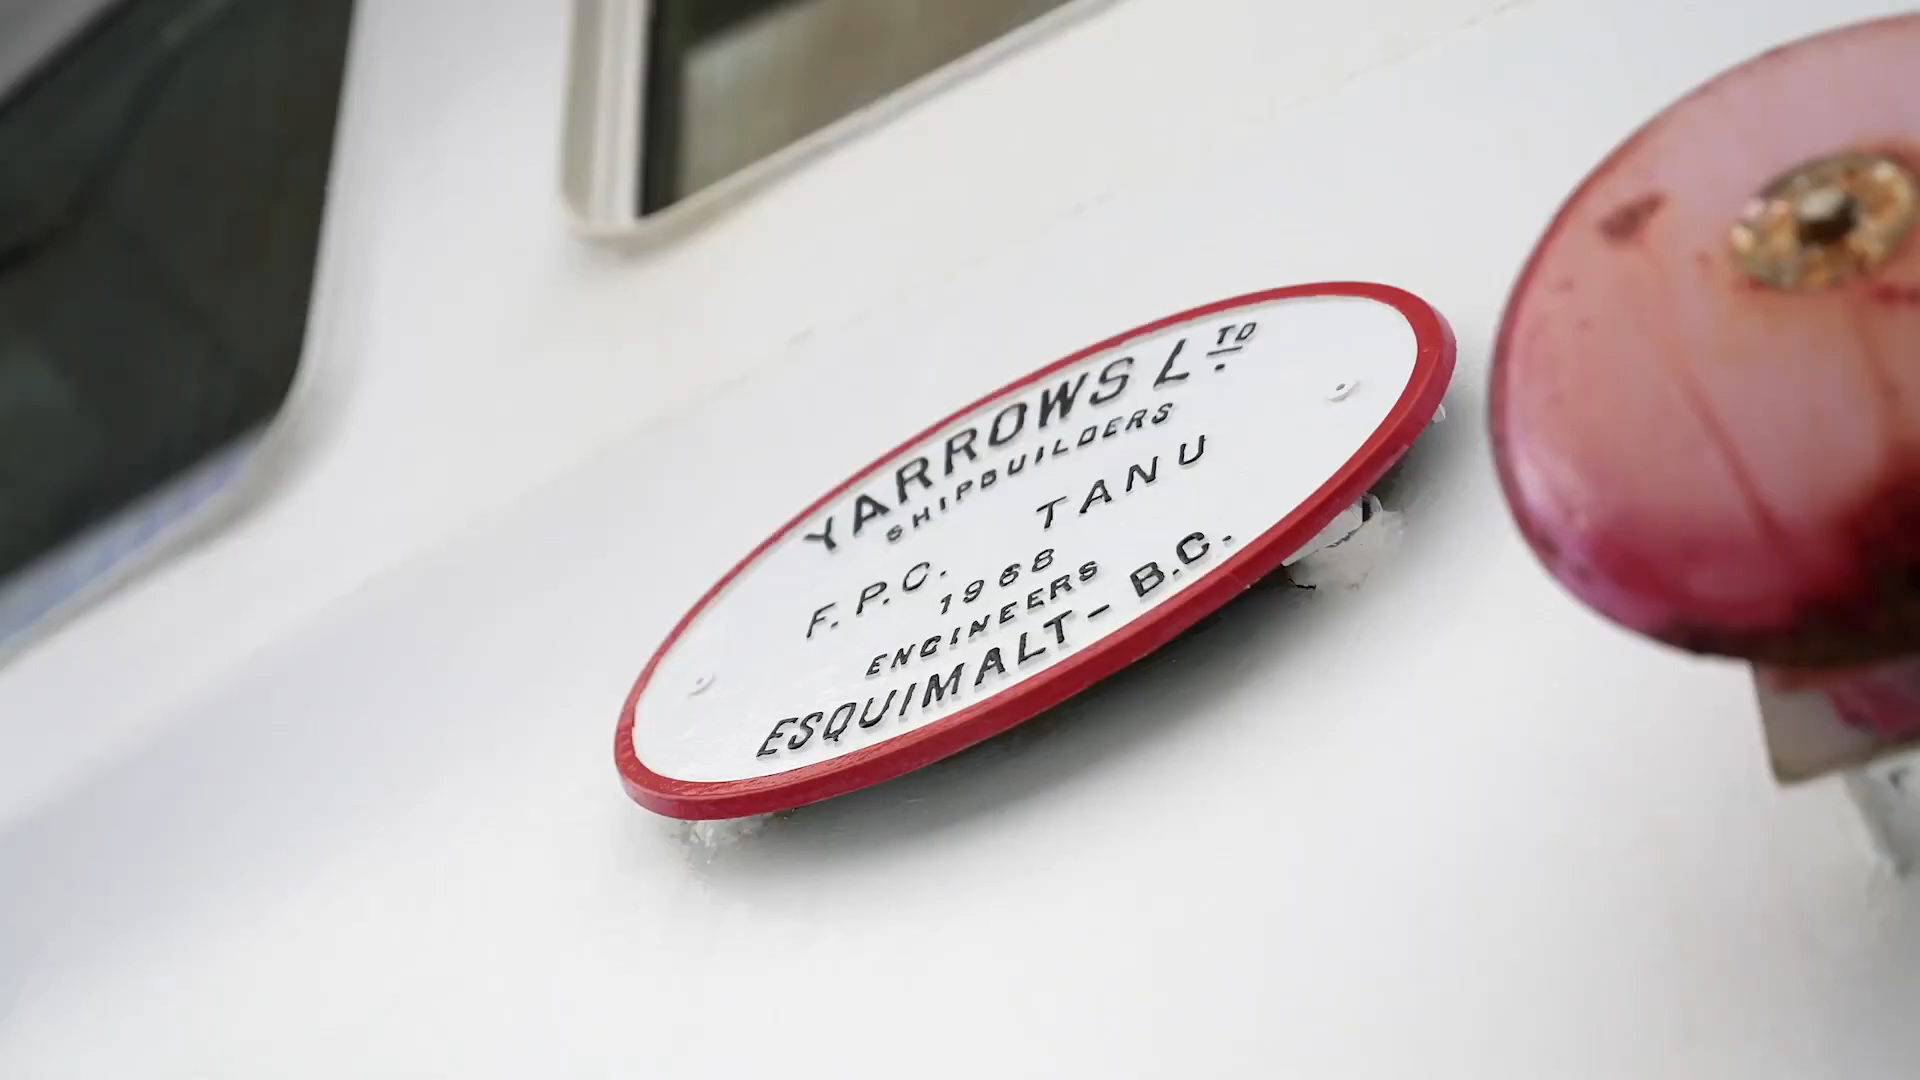 YARROWS LTD.
SHIPBUILDERS
F.P.C. TANU
1968
ENGINEERS
ESQUIMALT - B.C.